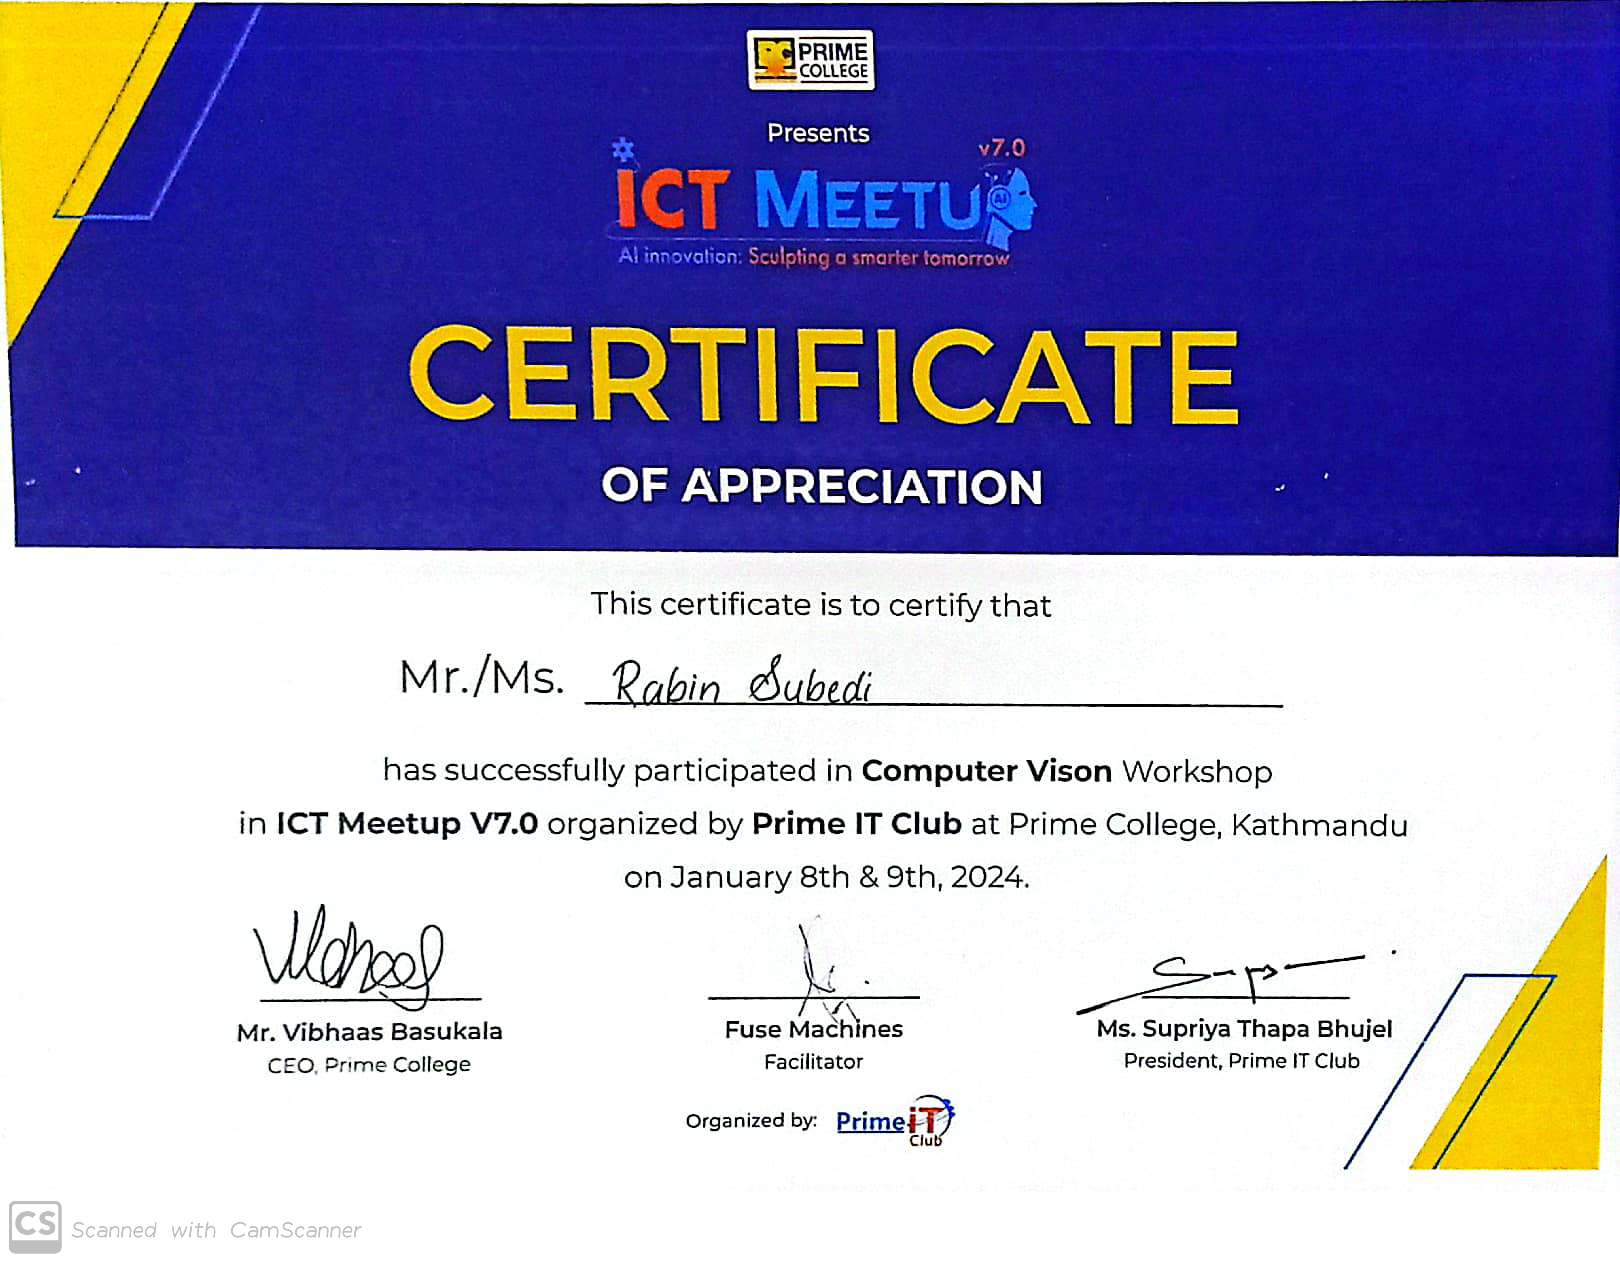 PRIME
COLLEGE
Presents
v7.0
ICT MEETUP
AI
AI innovation: Sculpting a smarter tomorrow
CERTIFICATE
OF APPRECIATION
This certificate is to certify that
Mr./Ms. Rabin Subedi
has successfully participated in Computer Vison Workshop
in ICT Meetup V7.0 organized by Prime IT Club at Prime College, Kathmandu
on January 8th & 9th, 2024.
Mr. Vibhaas Basukala Fuse Machines Ms. Supriya Thapa Bhujel
CEO, Prime College Facilitator President, Prime IT Club
Organized by: Prime iT Club
CS Scanned with CamScanner